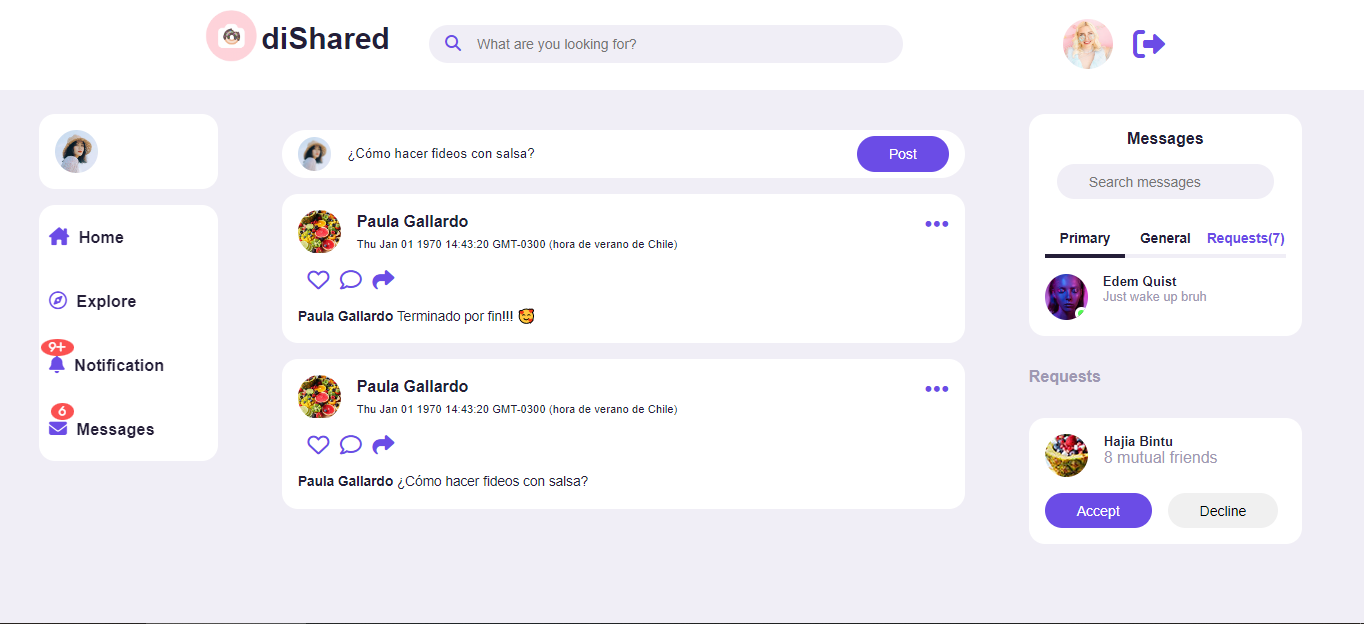 diShared
What are you looking for?
Home
Explore
9+
Notification
6
Messages
¿Cómo hacer fideos con salsa?
Post
Paula Gallardo
Thu Jan 01 1970 14:43:20 GMT-0300 (hora de verano de Chile)
Paula Gallardo Terminado por fin!!! 🥰
Paula Gallardo
Thu Jan 01 1970 14:43:20 GMT-0300 (hora de verano de Chile)
Paula Gallardo ¿Cómo hacer fideos con salsa?
Messages
Search messages
Primary General Requests(7)
Edem Quist
Just wake up bruh
Requests
Hajia Bintu
8 mutual friends
Accept Decline